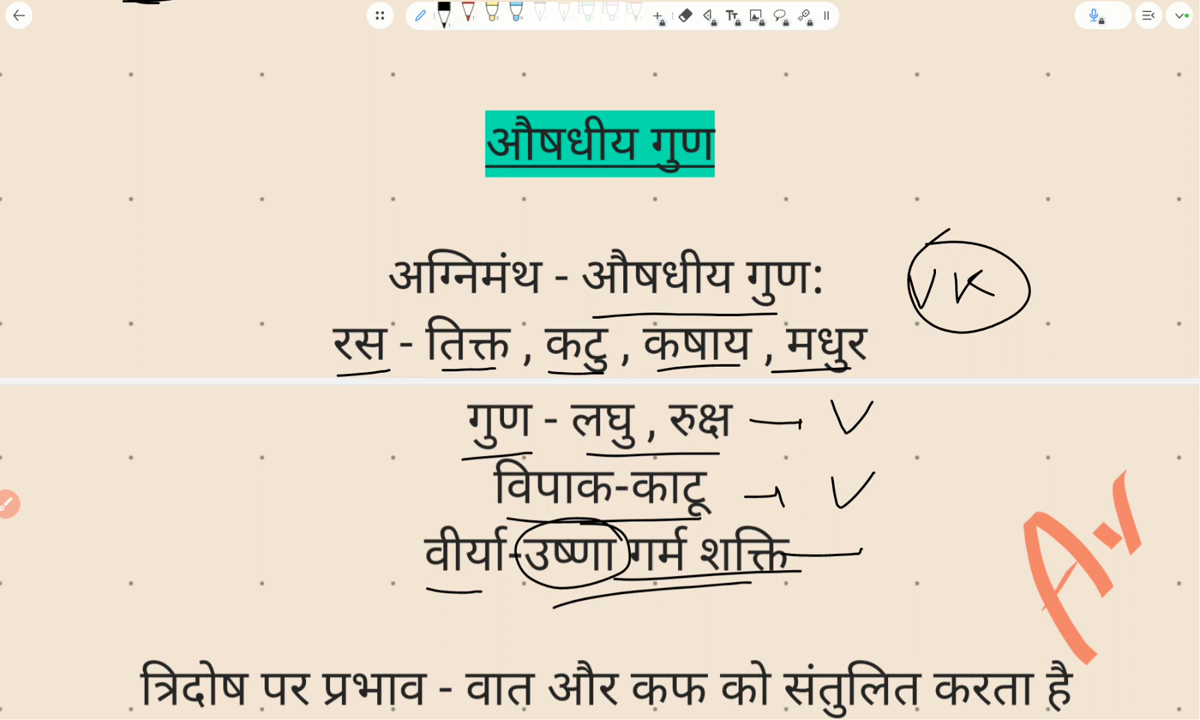 औषधीय गुण
अग्निमंथ - औषधीय गुण:
VK
रस - तिक्त , कटु , कषाय , मधुर
गुण - लघु , रुक्ष → V
विपाक-काटू → V
वीर्या-उष्णा गर्म शक्ति
A.v
त्रिदोष पर प्रभाव - वात और कफ को संतुलित करता है